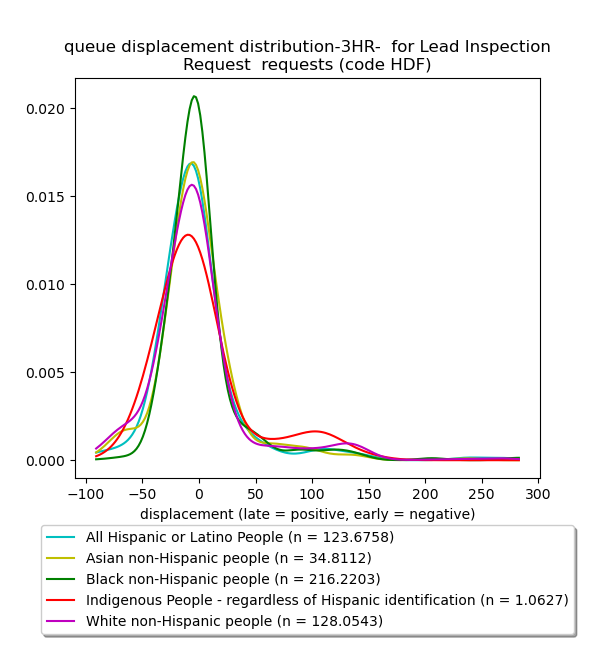 queue displacement distribution-3HR-  for Lead Inspection
Request  requests (code HDF)
0.020
0.015
0.010
0.005
0.000
−100 −50 0 50 100 150 200 250 300
displacement (late = positive, early = negative)
All Hispanic or Latino People (n = 123.6758)
Asian non-Hispanic people (n = 34.8112)
Black non-Hispanic people (n = 216.2203)
Indigenous People - regardless of Hispanic identification (n = 1.0627)
White non-Hispanic people (n = 128.0543)